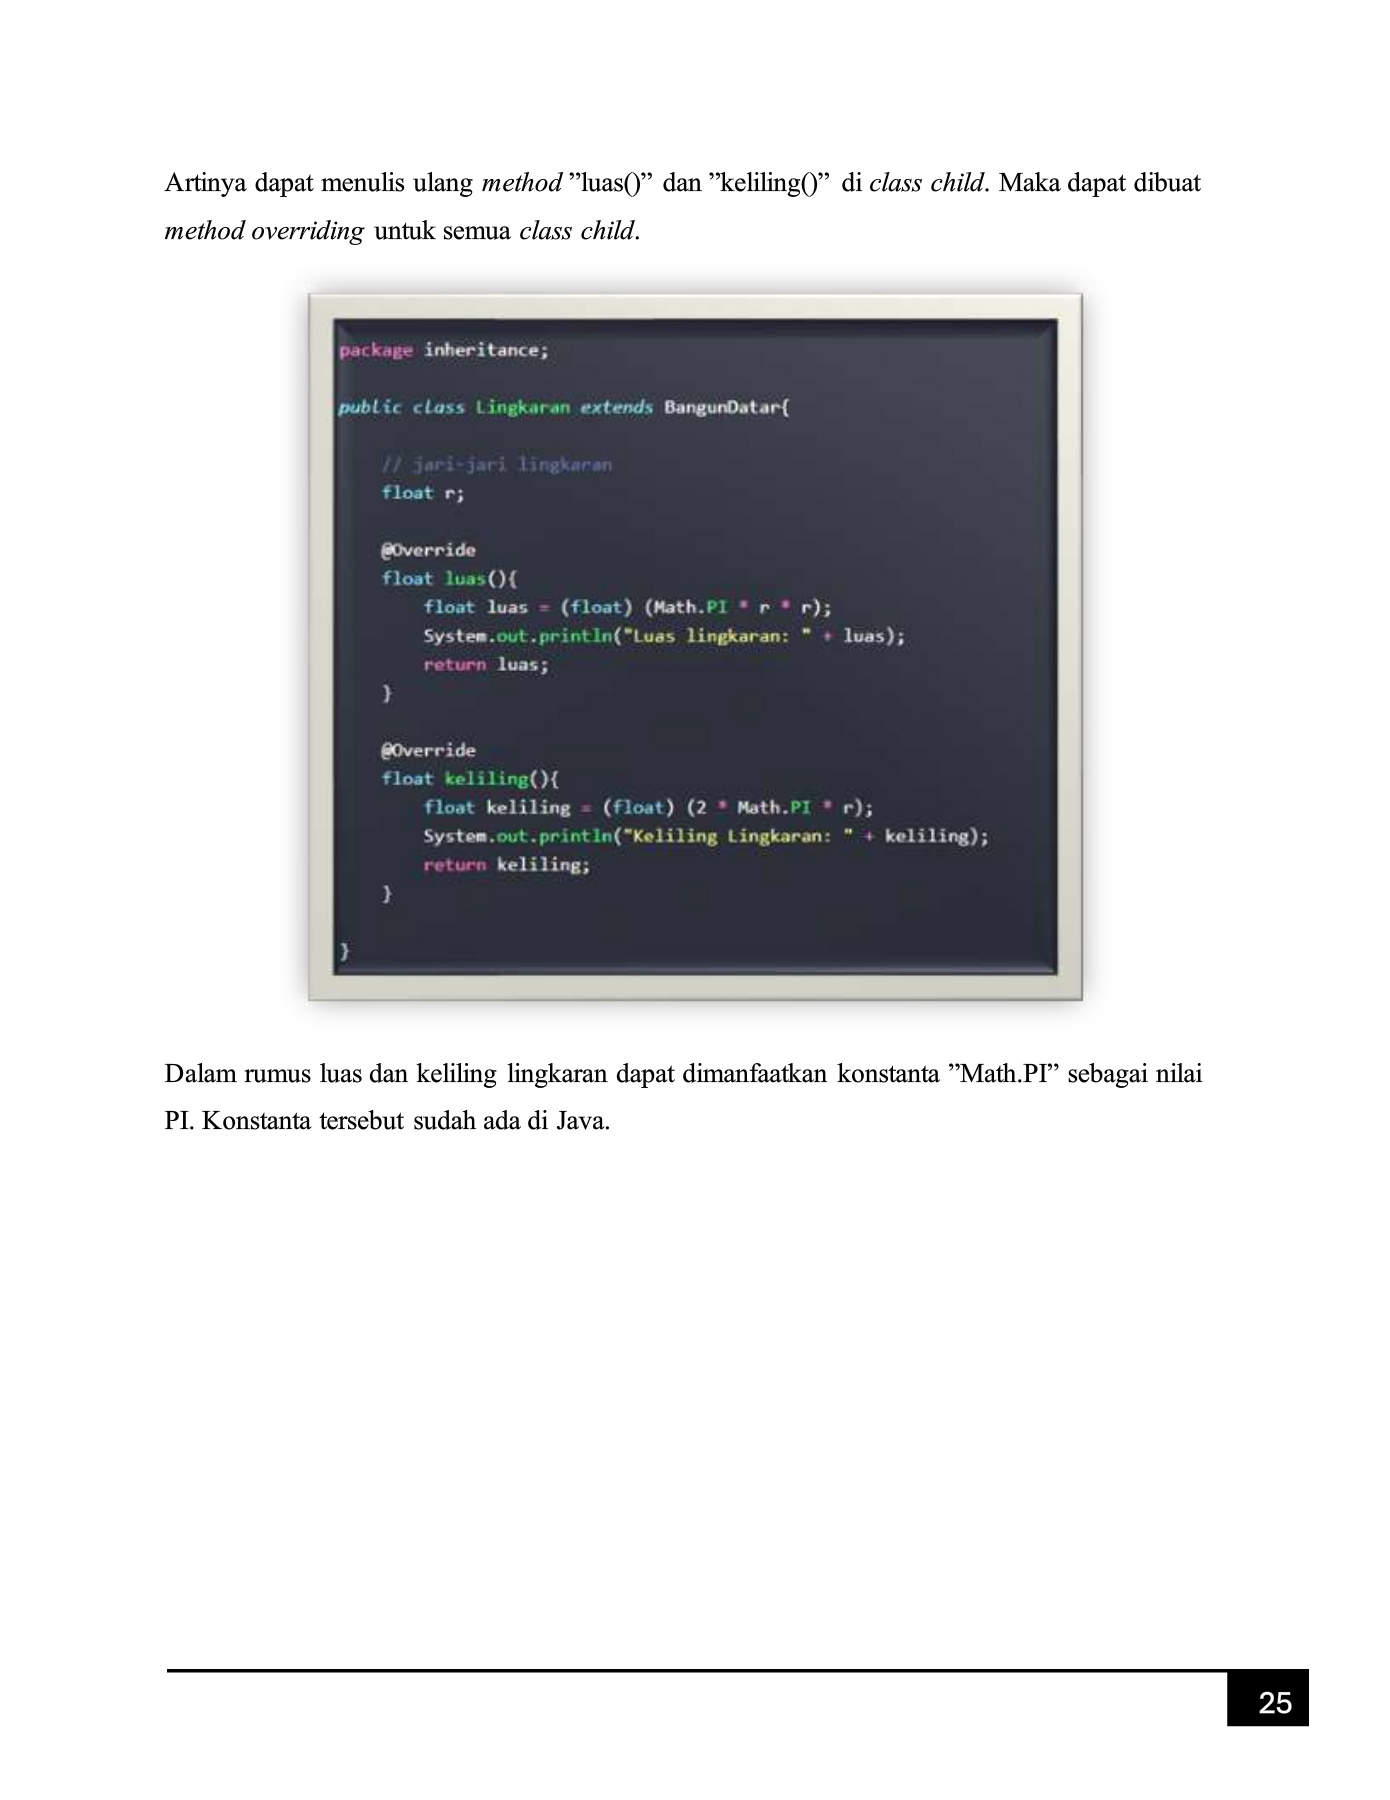 Artinya dapat menulis ulang method ”luas()” dan ”keliling()” di class child. Maka dapat dibuat
method overriding untuk semua class child.
package inheritance;
public class Lingkaran extends BangunDatar{
// jari-jari lingkaran
float r;
@Override
float luas(){
float luas = (float) (Math.PI * r * r);
System.out.println("Luas lingkaran: " + luas);
return luas;
}
@Override
float keliling(){
float keliling = (float) (2 * Math.PI * r);
System.out.println("Keliling Lingkaran: " + keliling);
return keliling;
}
}
Dalam rumus luas dan keliling lingkaran dapat dimanfaatkan konstanta ”Math.PI” sebagai nilai
PI. Konstanta tersebut sudah ada di Java.
25